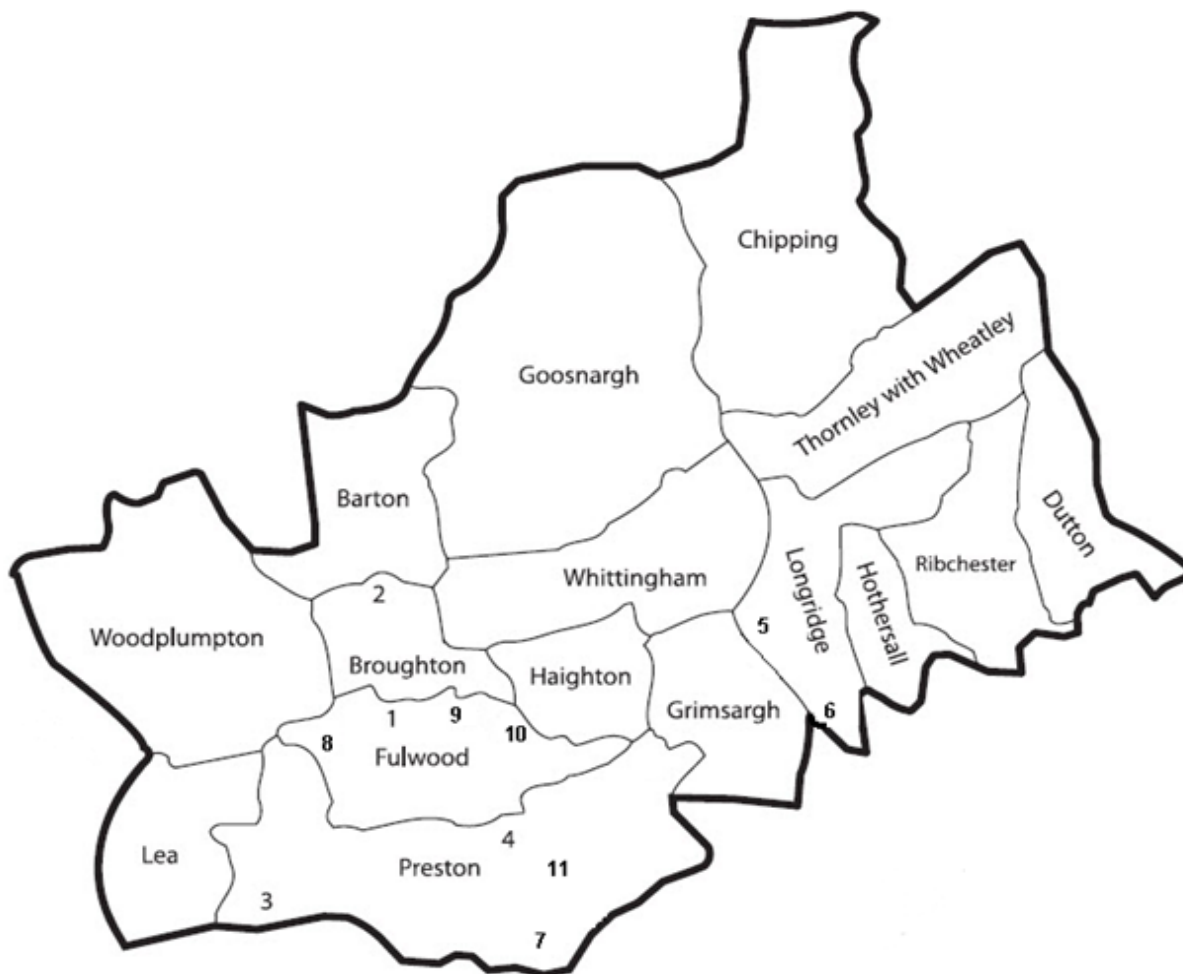 Chipping
Goosnargh
Thornley with Wheatley
Barton
Dutton
Whittingham
Longridge
Hothersall
Ribchester
2
5
Woodplumpton
Broughton
Haighton
Grimsargh
6
1
9
10
8
Fulwood
4
Lea
Preston
11
3
7